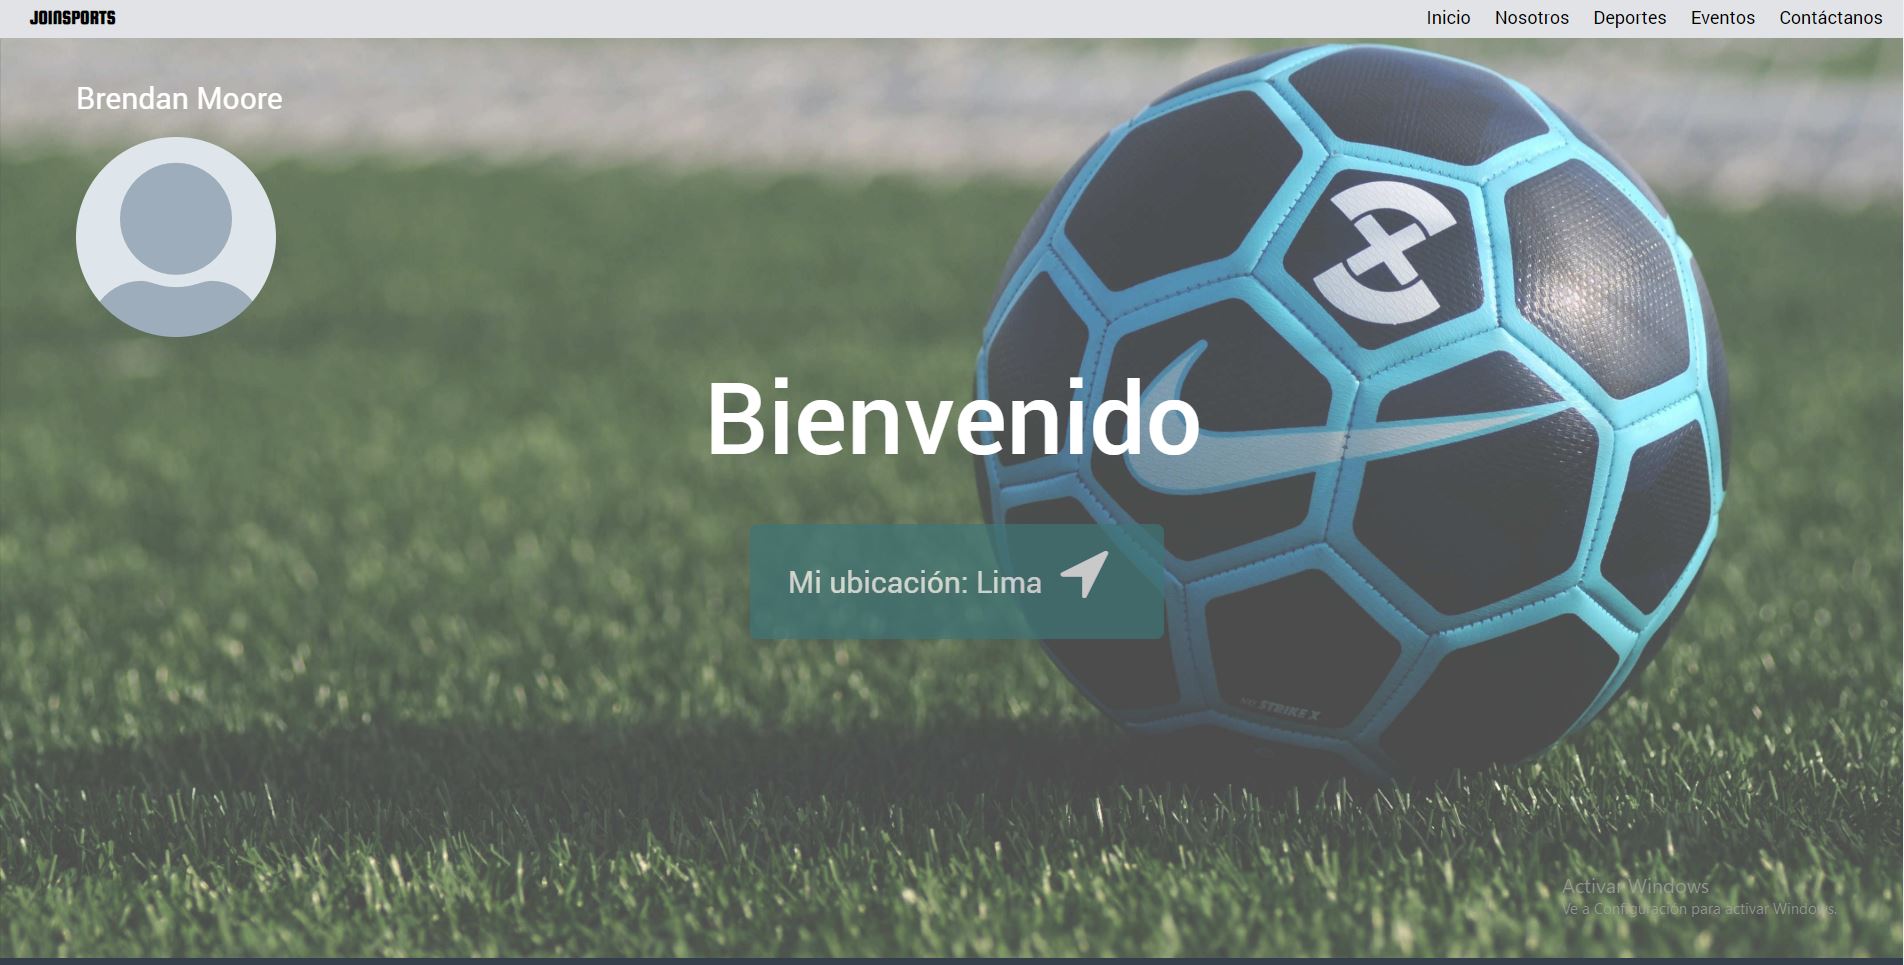 JOINSPORTS
Inicio Nosotros Deportes Eventos Contáctanos
Brendan Moore
Bienvenido
Mi ubicación: Lima
STRIKE X
Activar Windows
Ve a Configuración para activar Windows.